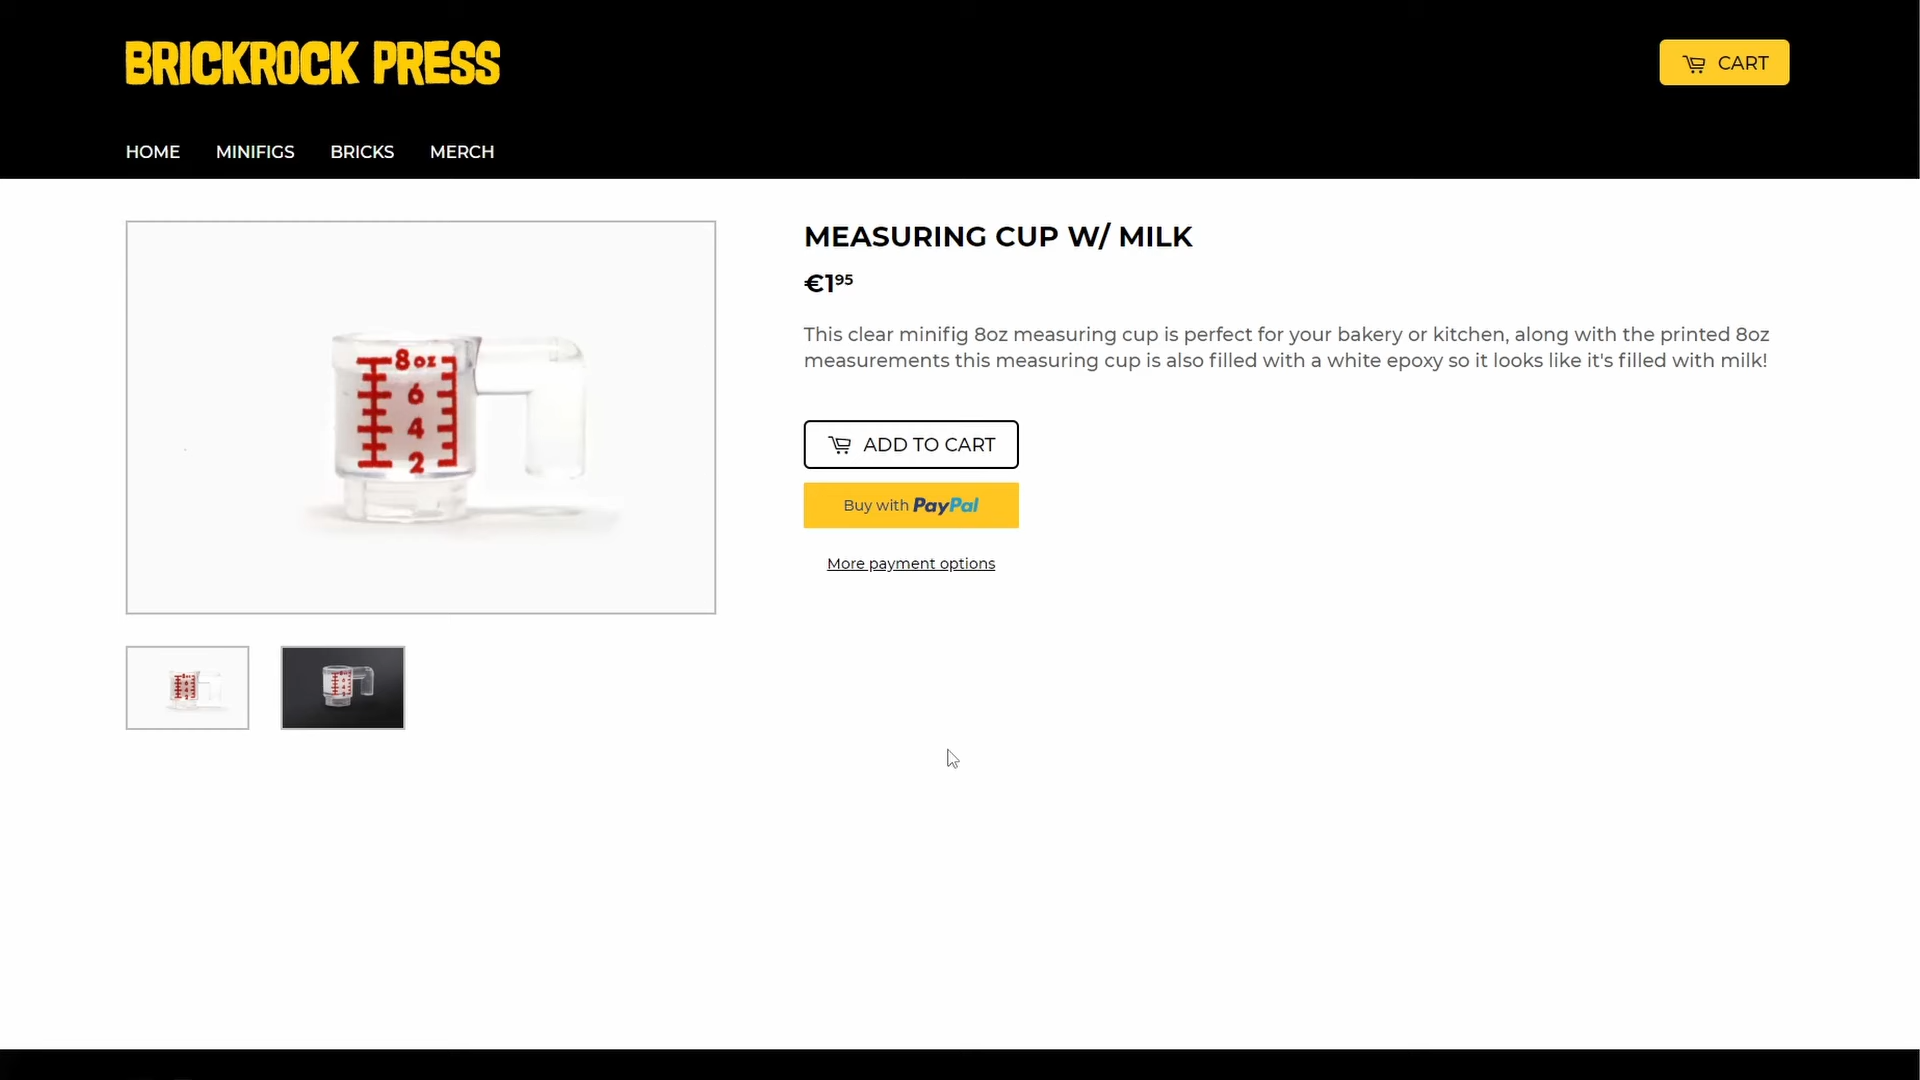 BRICKROCK PRESS
CART
HOME MINIFIGS BRICKS MERCH
MEASURING CUP W/ MILK
€195
This clear minifig 8oz measuring cup is perfect for your bakery or kitchen, along with the printed 8oz
measurements this measuring cup is also filled with a white epoxy so it looks like it's filled with milk!
8 oz
6
4
2
ADD TO CART
Buy with PayPal
More payment options